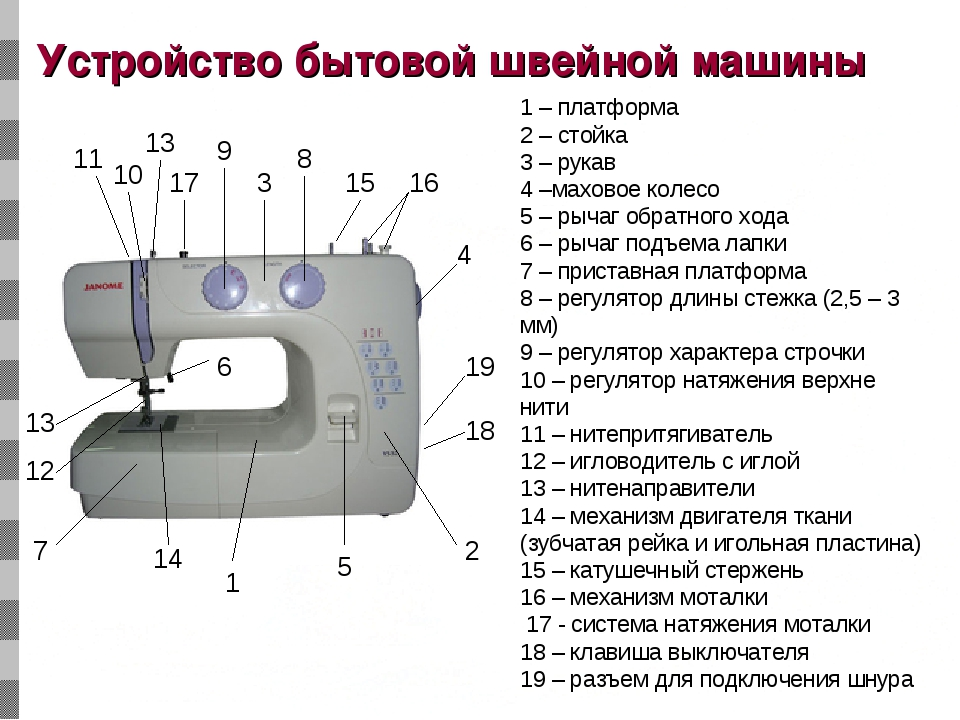 Устройство бытовой швейной машины
1 – платформа
2 – стойка
3 – рукав
4 –маховое колесо
5 – рычаг обратного хода
6 – рычаг подъема лапки
7 – приставная платформа
8 – регулятор длины стежка (2,5 – 3
мм)
9 – регулятор характера строчки
10 – регулятор натяжения верхне
нити
11 – нитепритягиватель
12 – игловодитель с иглой
13 – нитенаправители
14 – механизм двигателя ткани
(зубчатая рейка и игольная пластина)
15 – катушечный стержень
16 – механизм моталки
17 - система натяжения моталки
18 – клавиша выключателя
19 – разъем для подключения шнура
13
9
11
8
10
17
3
15
16
4
JANOME
6
19
13
18
12
7
14
2
5
1